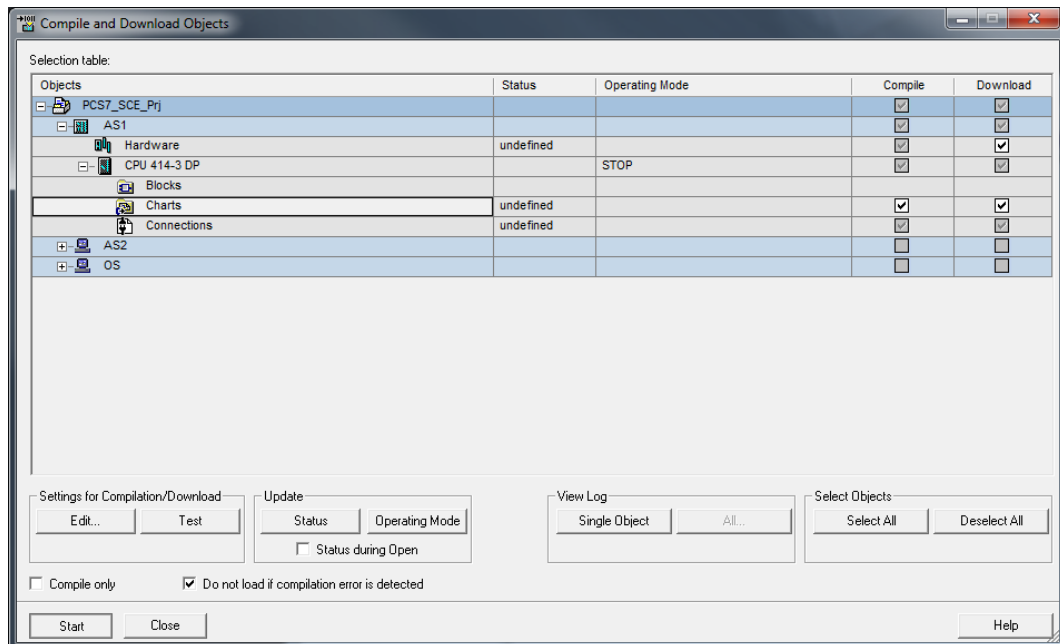 Compile and Download Objects
Selection table:
Objects Status Operating Mode Compile Download
PCS7_SCE_Prj
AS1
Hardware undefined
CPU 414-3 DP STOP
Blocks
Charts undefined
Connections undefined
AS2
OS
Settings for Compilation/Download Update View Log Select Objects
Edit... Test Status Operating Mode Single Object All... Select All Deselect All
Status during Open
Compile only Do not load if compilation error is detected
Start Close Help